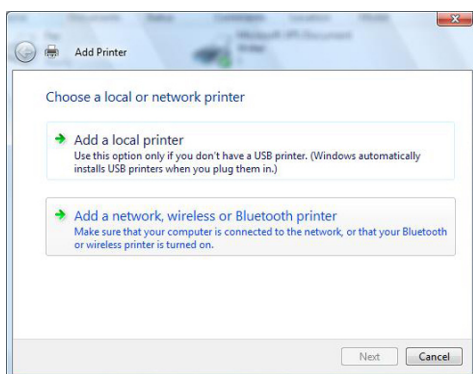 Add Printer
Choose a local or network printer
Add a local printer
Use this option only if you don't have a USB printer. (Windows automatically
installs USB printers when you plug them in.)
Add a network, wireless or Bluetooth printer
Make sure that your computer is connected to the network, or that your Bluetooth
or wireless printer is turned on.
Next
Cancel